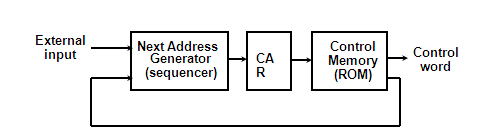 External
input
Next Address
Generator
(sequencer)
CA
R
Control
Memory
(ROM)
Control
word